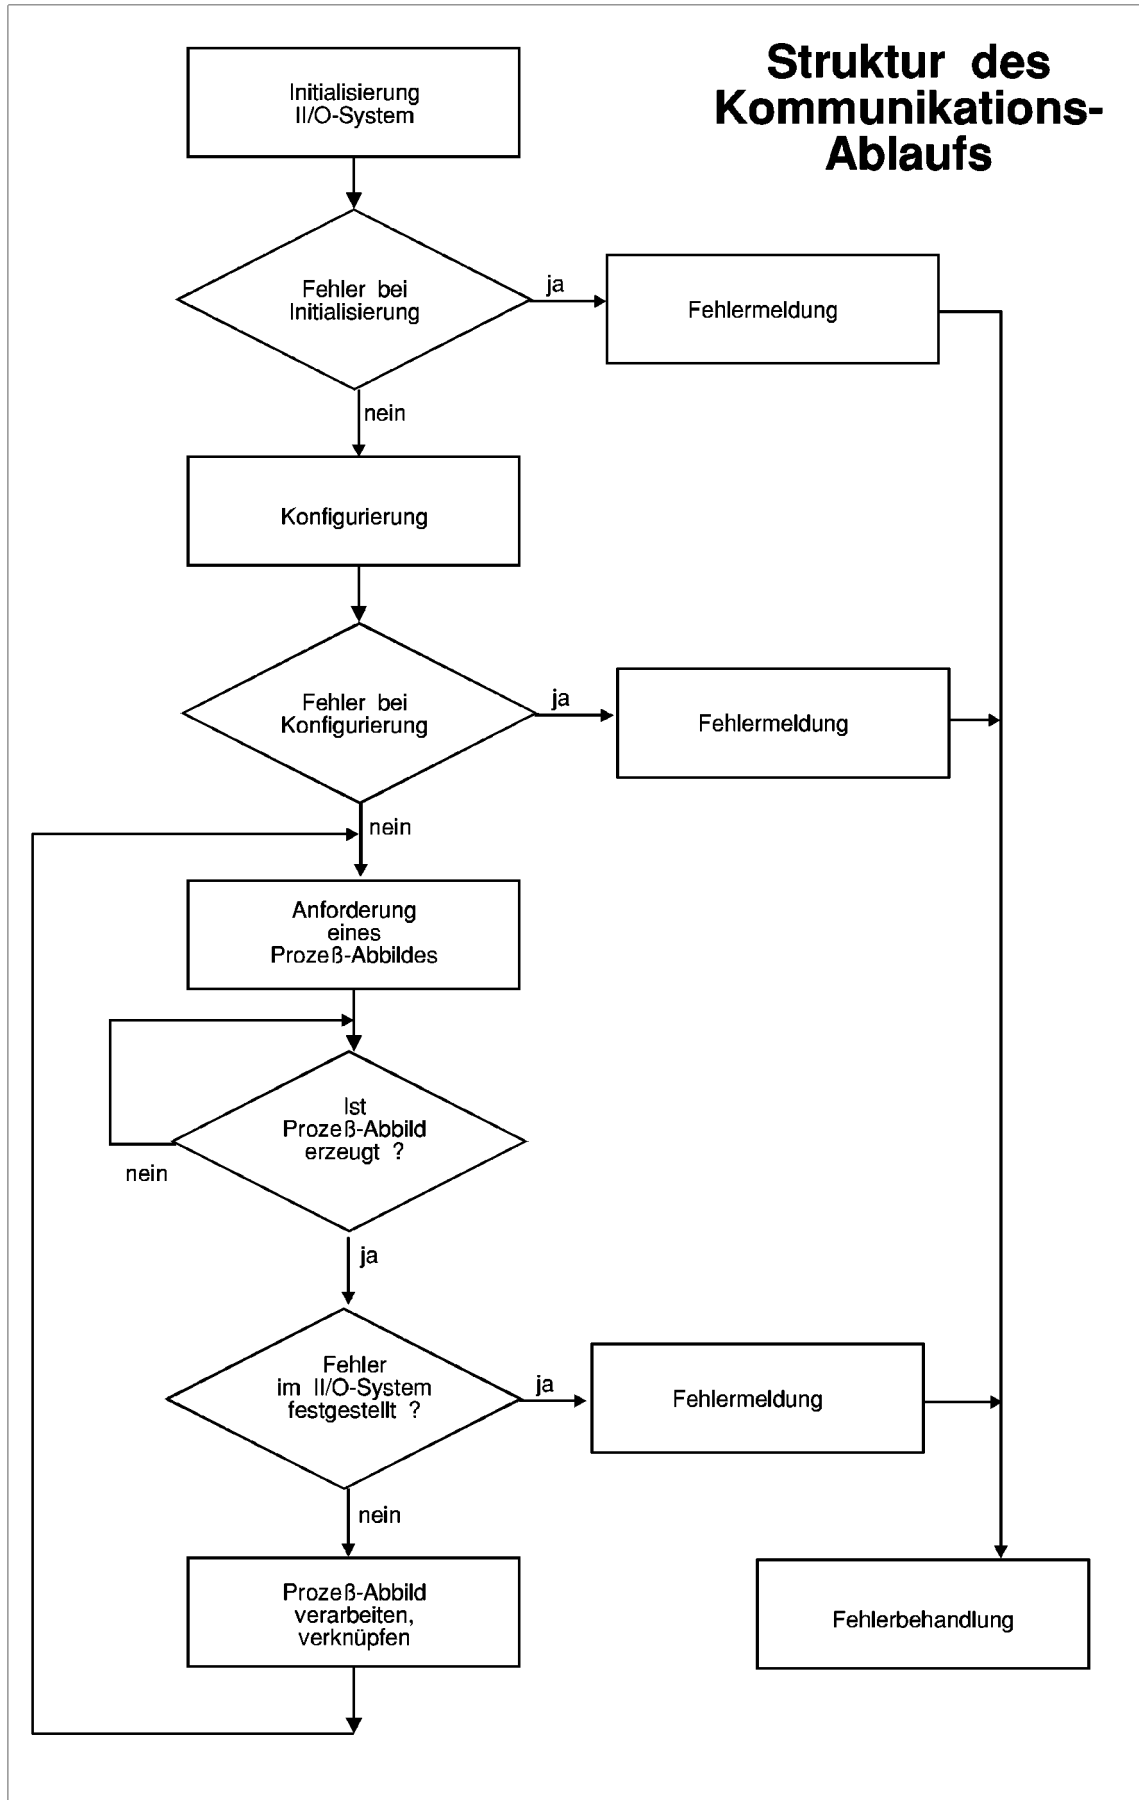 Struktur des
Kommunikations-
Ablaufs
Initialisierung
II/O-System
Fehler bei
Initialisierung
ja
Fehlermeldung
nein
Konfigurierung
Fehler bei
Konfigurierung
ja
Fehlermeldung
nein
Anforderung
eines
Prozeß-Abbildes
Ist
Prozeß-Abbild
erzeugt ?
nein
ja
Fehler
im II/O-System
festgestellt ?
ja
Fehlermeldung
nein
Prozeß-Abbild
verarbeiten,
verknüpfen
Fehlerbehandlung